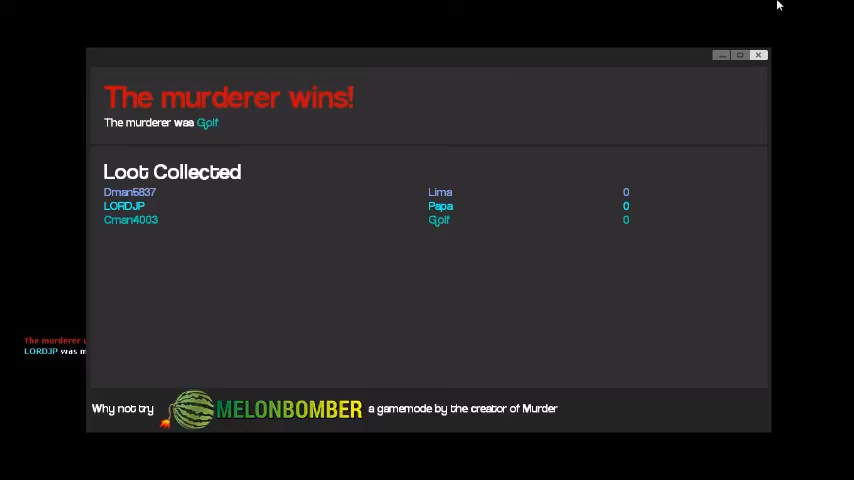 The murderer wins!
The murderer was Golf
Loot Collected
Dman5837 Lima 0
LORDJP Papa 0
Cman4003 Golf 0
The murderer
LORDJP was
Why not try MELONBOMBER a gamemode by the creator of Murder